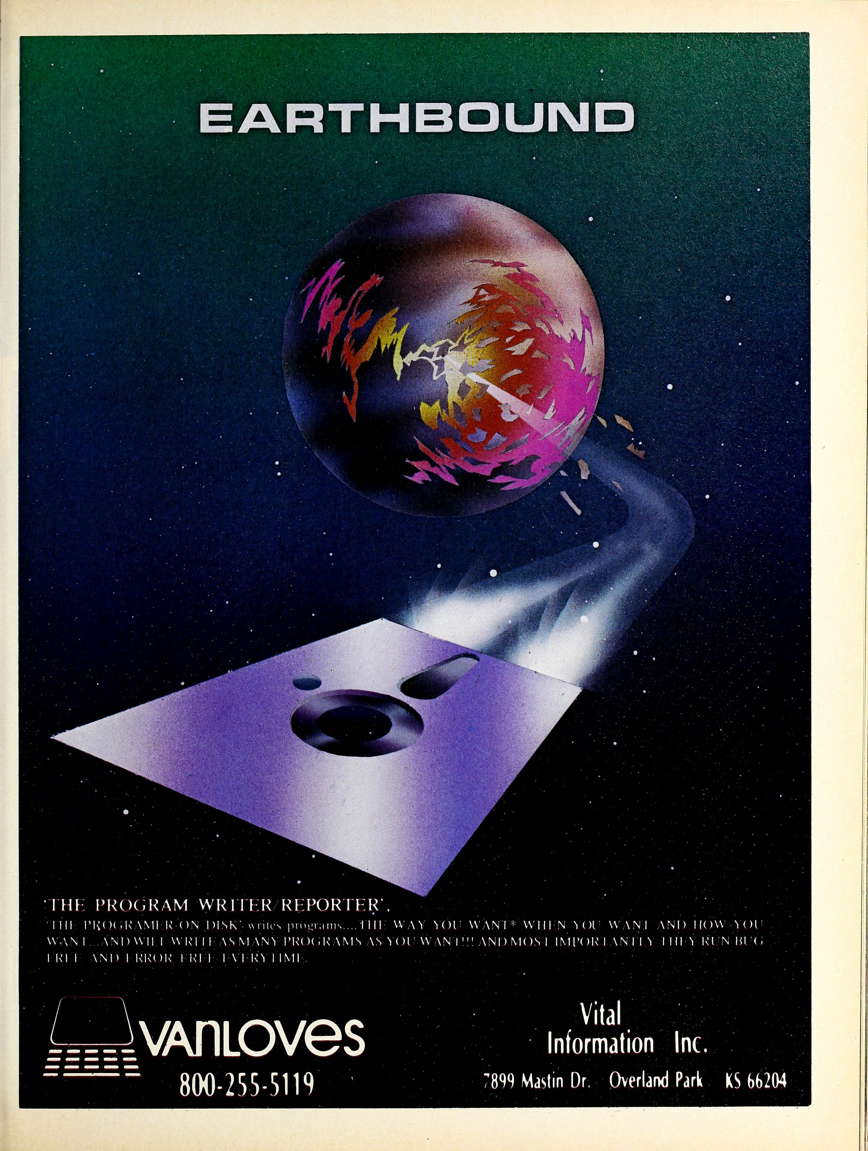 EARTHBOUND
'THE PROGRAM WRITER/REPORTER',
'THE PROGRAMER-ON DISK' writes programs....THE WAY YOU WANT* WHEN YOU WANT AND HOW YOU
WANT...AND WILL WRITE AS MANY PROGRAMS AS YOU WANT!!! AND MOST IMPORTANTLY THEY RUN BUG
FREE AND ERROR FREE EVERYTIME.
VANLOVES
800-255-5119
Vital
Information Inc.
7899 Mastin Dr. Overland Park KS 66204